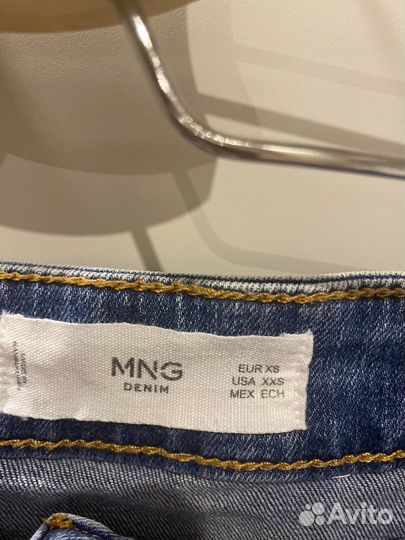 MNG
DENIM
EUR XS
USA XXS
MEX ECH
Avito